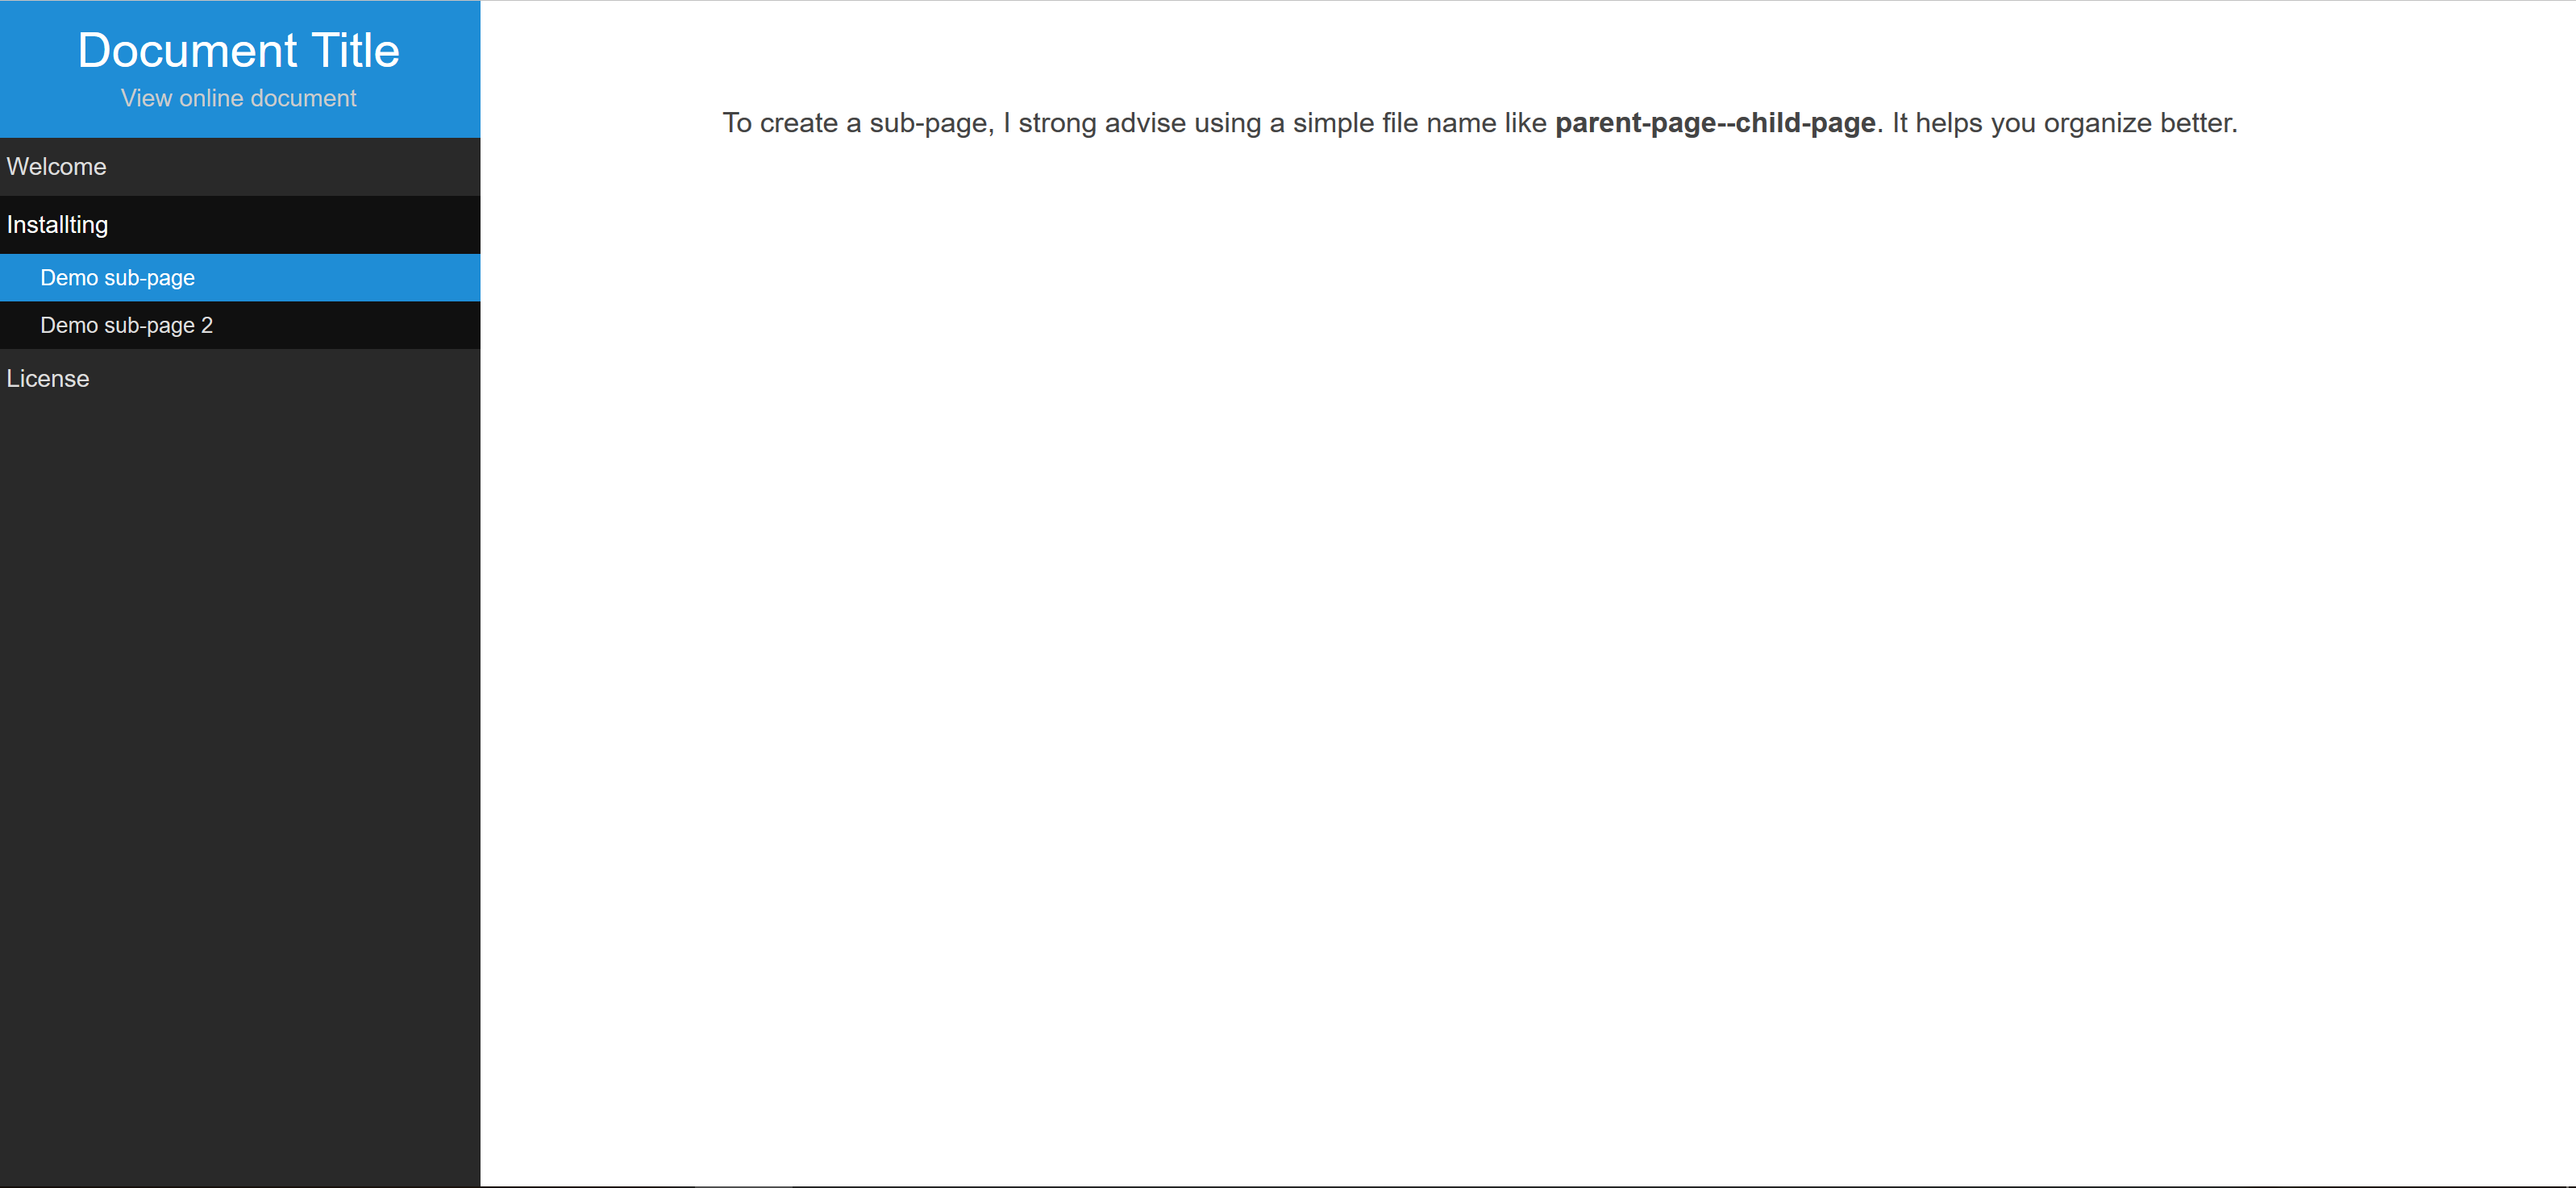 Document Title
View online document
Welcome
Installting
Demo sub-page
Demo sub-page 2
License
To create a sub-page, I strong advise using a simple file name like parent-page--child-page. It helps you organize better.